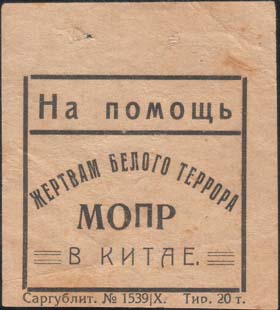 На помощь
ЖЕРТВАМ БЕЛОГО ТЕРРОРА
МОПР
В КИТАЕ.
Саргублит. № 1539|X. Тир. 20 т.